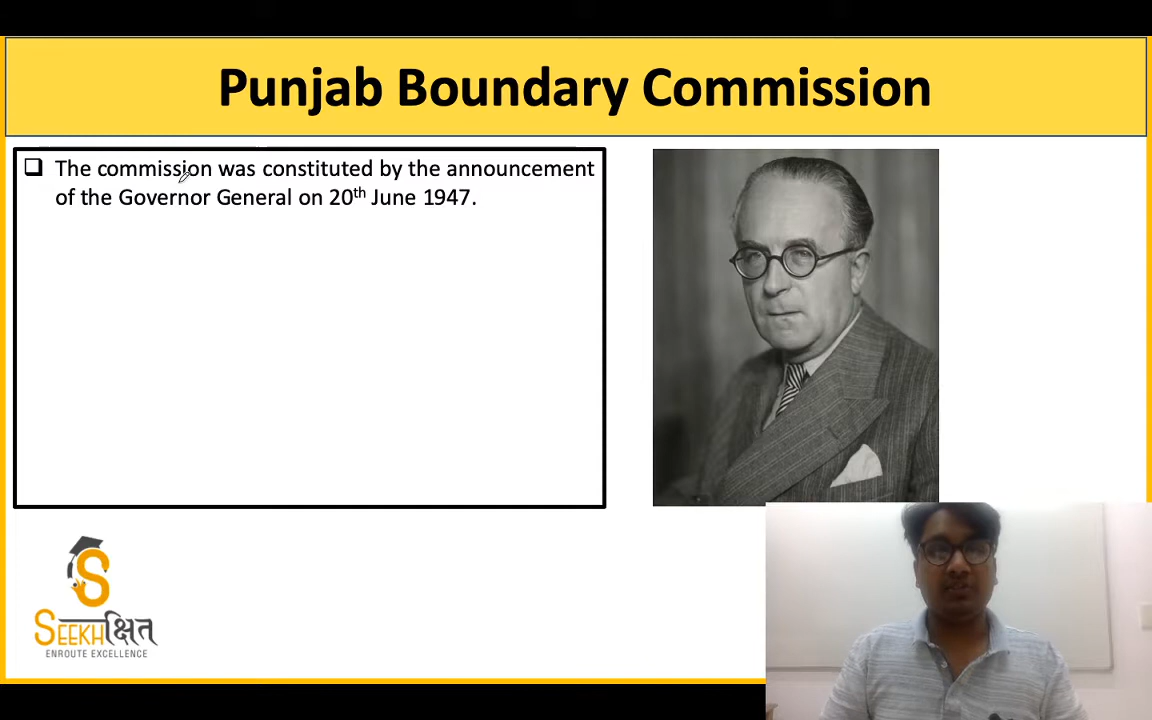 Punjab Boundary Commission
The commission was constituted by the announcement
of the Governor General on 20th June 1947.
SEEKHक्षित
ENROUTE EXCELLENCE